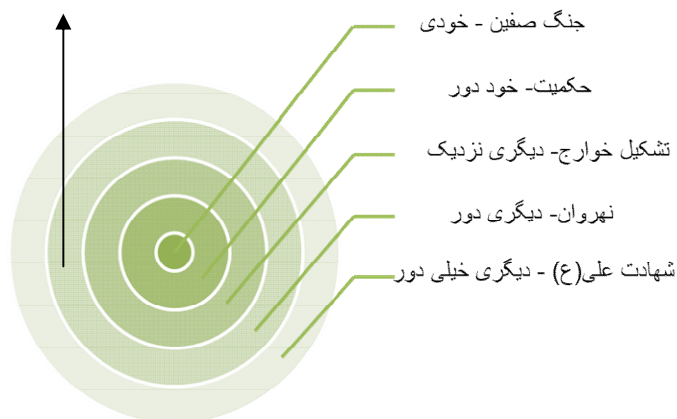 جنگ صفین - خودی
حکمیت- خود دور
تشکیل خوارج- دیگری نزدیک
نهروان- دیگری دور
شهادت علی(ع) - دیگری خیلی دور